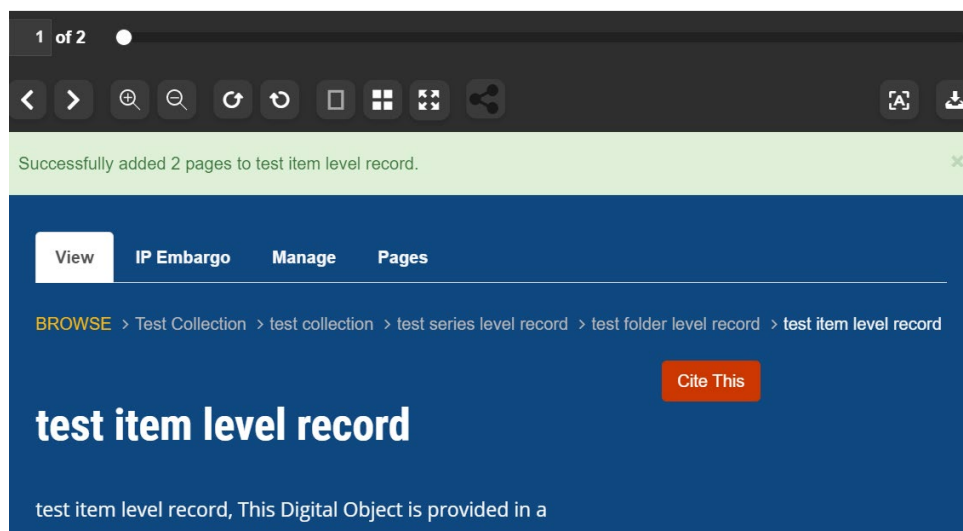 1 of 2
[A]
Successfully added 2 pages to test item level record. ×
View IP Embargo Manage Pages
BROWSE > Test Collection > test collection > test series level record > test folder level record > test item level record
Cite This
test item level record
test item level record, This Digital Object is provided in a